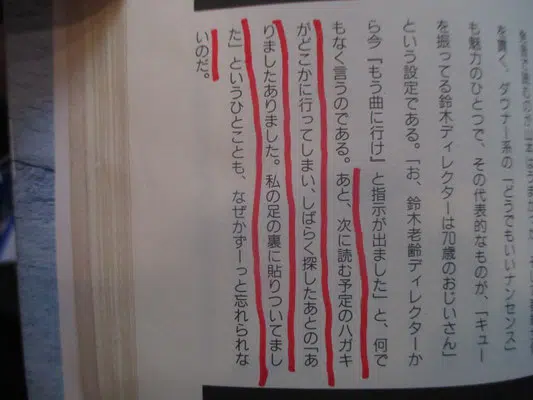 を書く、ダウナー系の「どうでもいいナンセンス」
も魅力のひとつで、その代表的なものが、「キュー
を振ってる鈴木ディレクターは70歳のおじいさん」
という設定である。「お、鈴木老齢ディレクターか
ら今『もう曲に行け』と指示が出ました」と、何で
もなく言うのである。あと、次に読む予定のハガキ
がどこかに行ってしまい、しばらく探したあとの「あ
りましたありました。私の足の裏に貼りついてまし
た」というひとことも、なぜかずーっと忘れられな
いのだ。